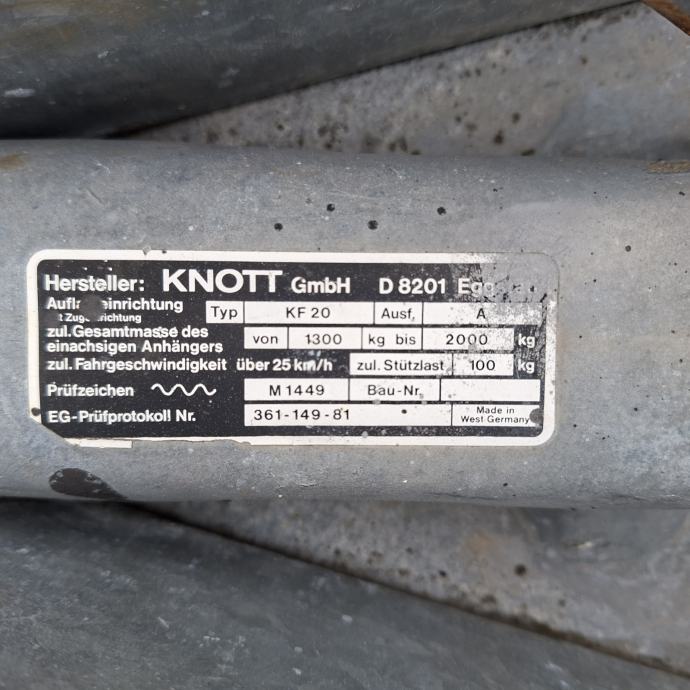 Hersteller: KNOTT GmbH D 8201
einrichtung Typ KF 20 Ausf. A
zul. Gesamtmasse des
einachsigen Anhängers von 1300 kg bis 2000 kg
zul. Fahrgeschwindigkeit über 25 km/h zul. Stützlast 100 kg
Prüfzeichen M 1449 Bau-Nr.
EG-Prüfprotokoll Nr. 361-149-81 Made in
West Germany